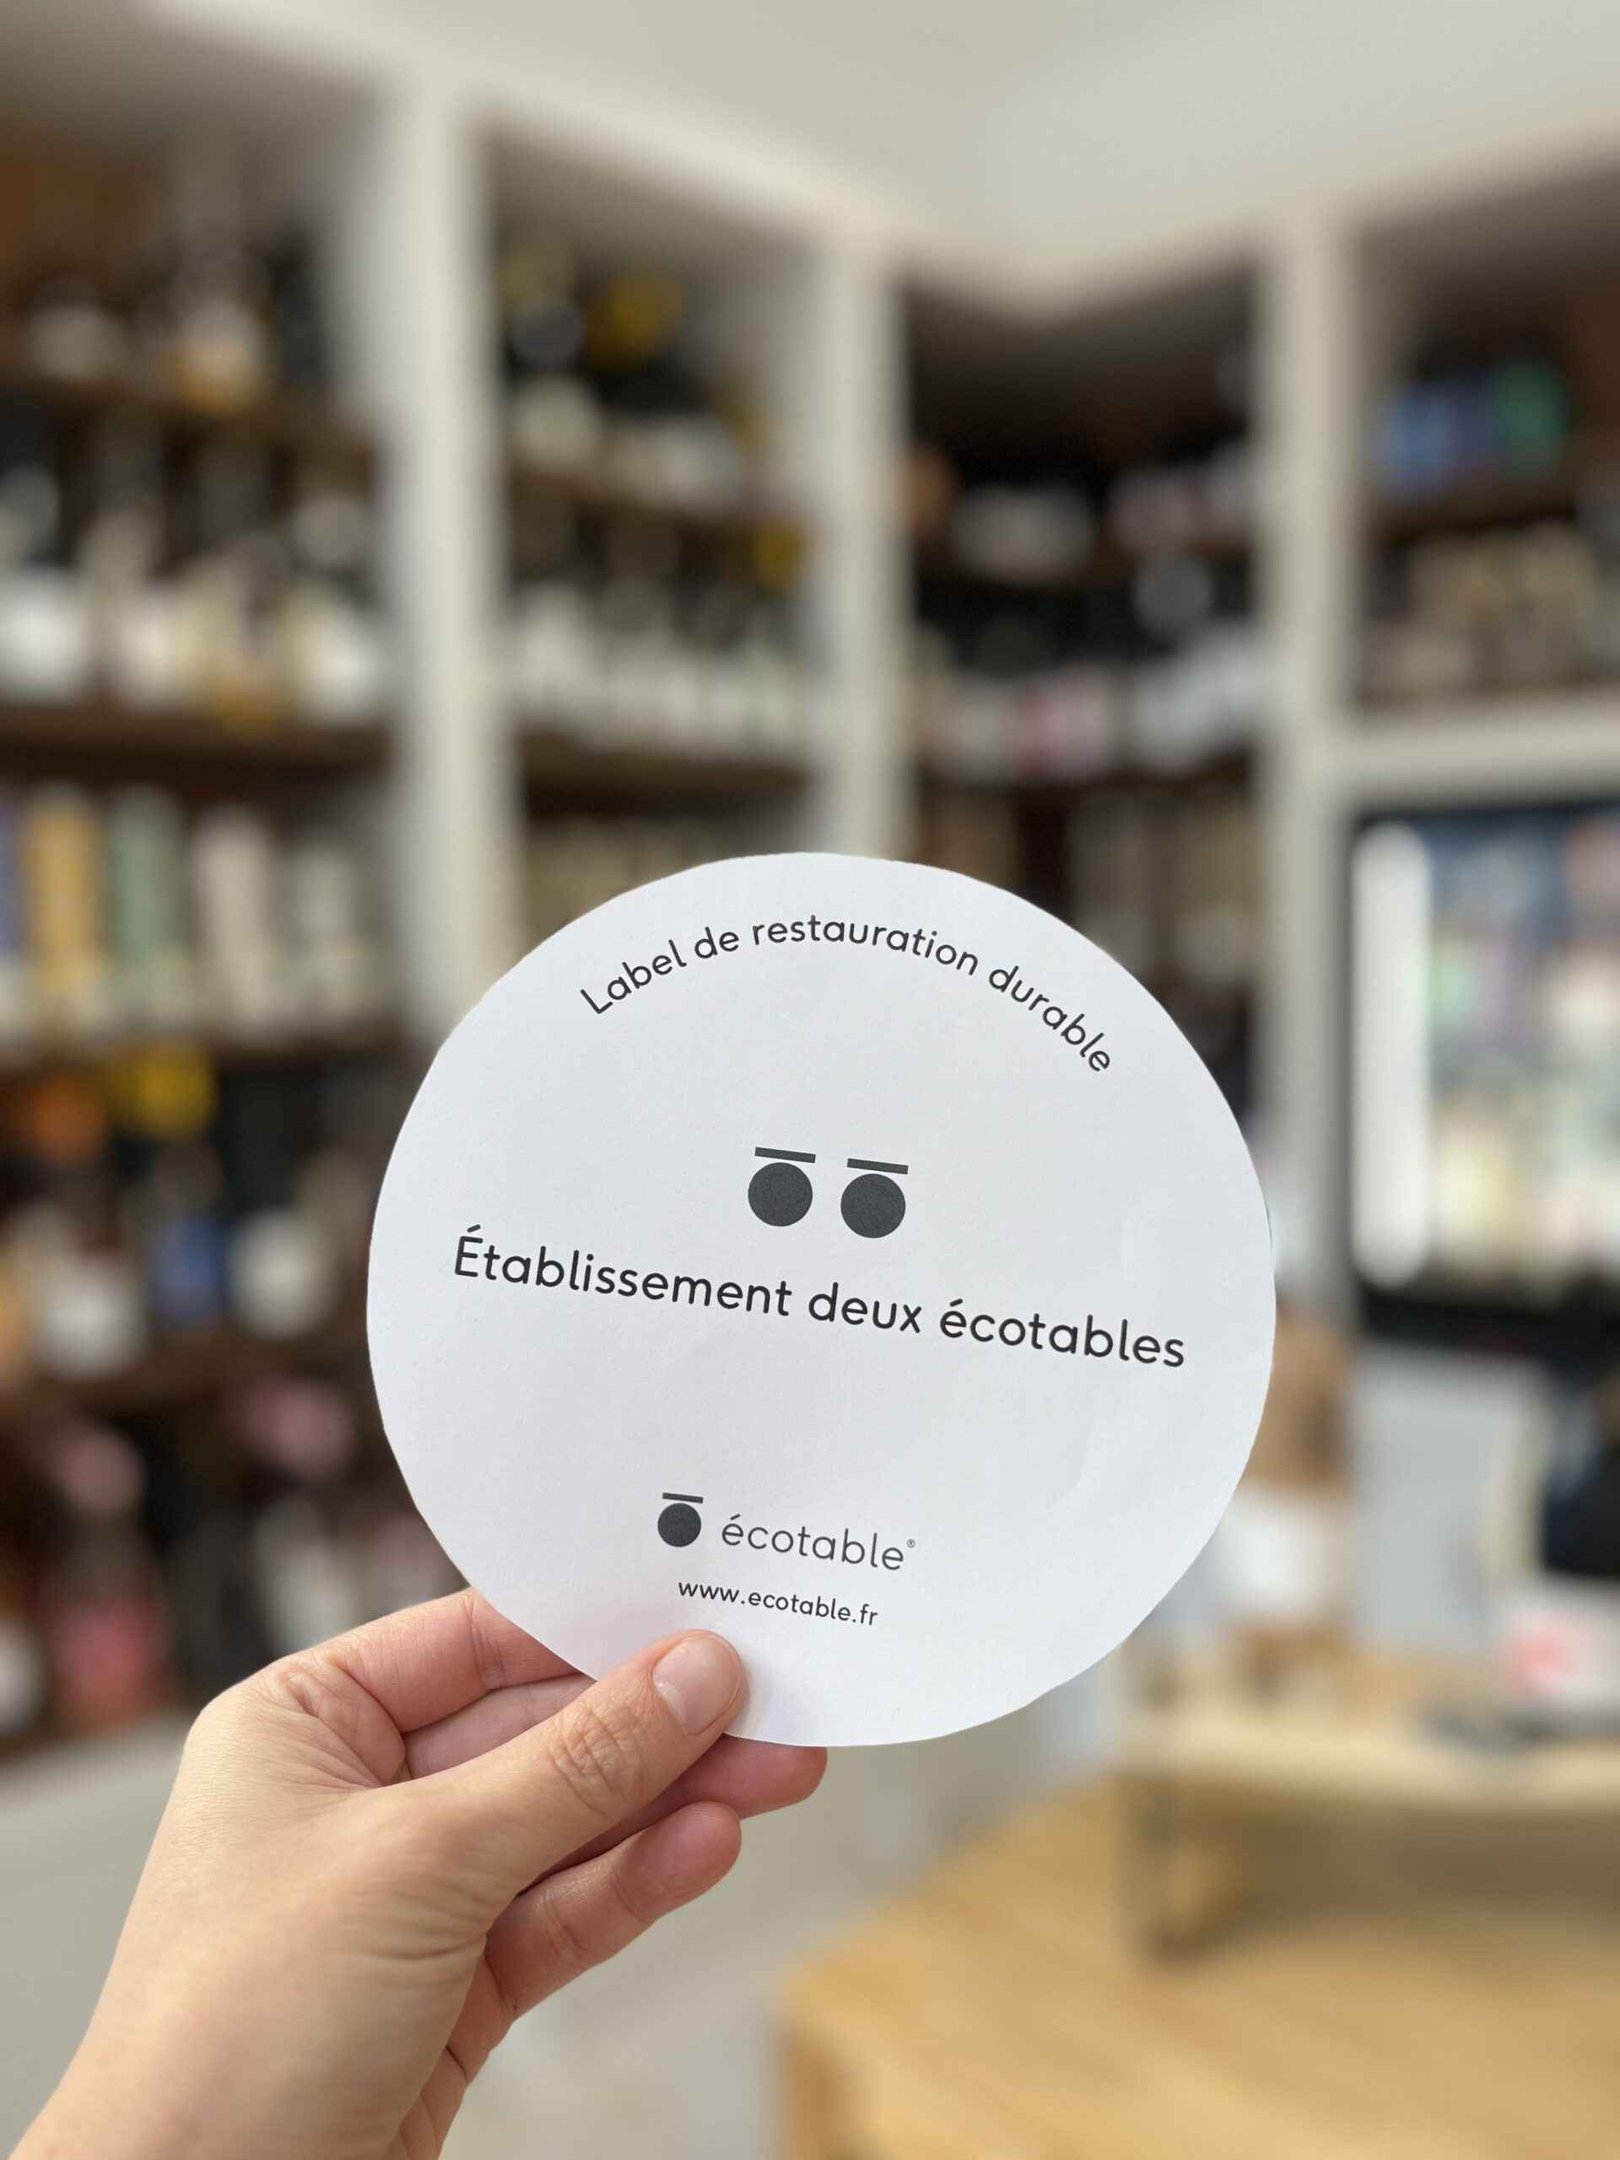 Label de restauration durable
Établissement deux écotables
écotable®
www.ecotable.fr